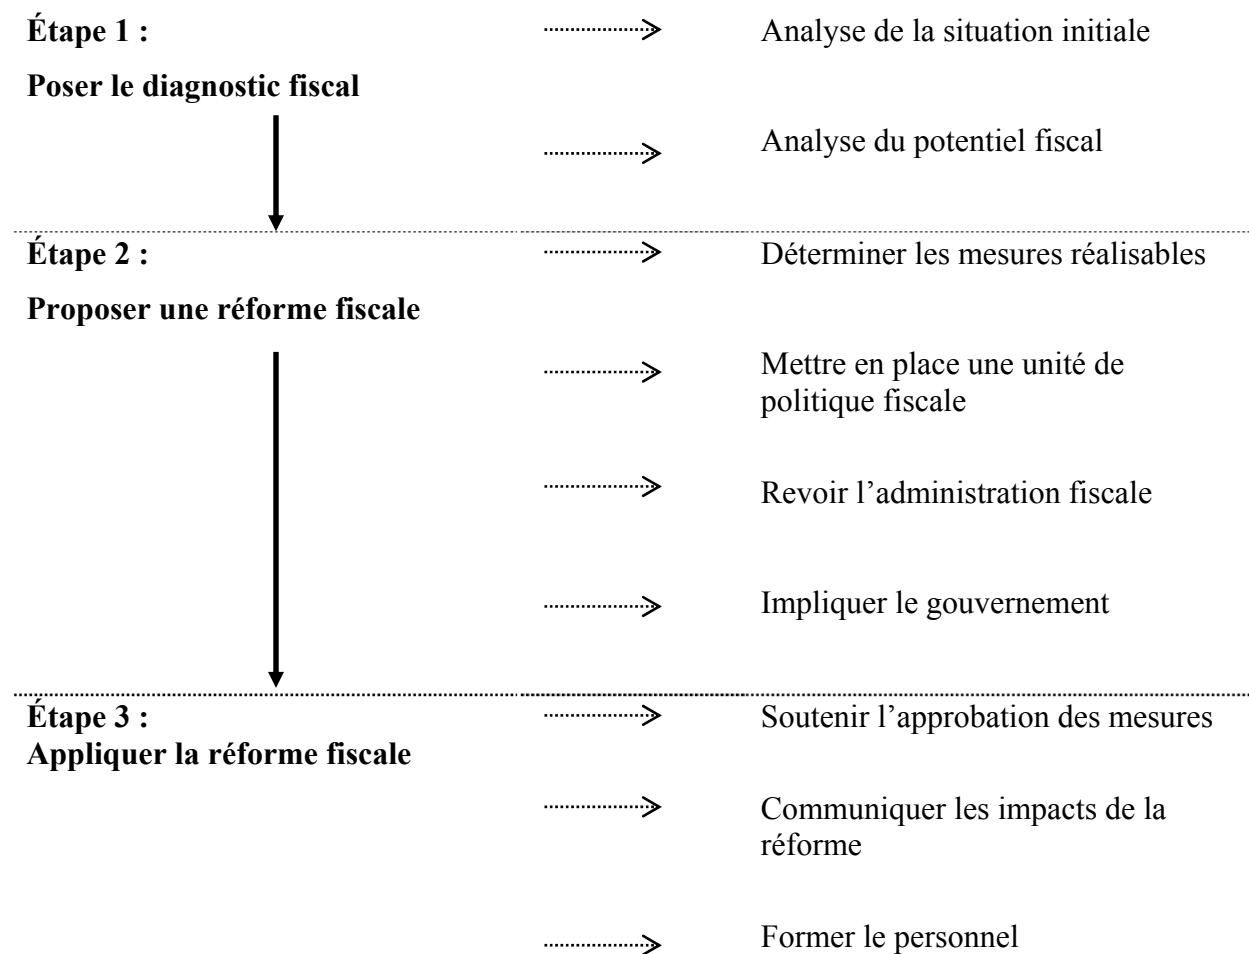 Étape 1 :
Analyse de la situation initiale
Poser le diagnostic fiscal
Analyse du potentiel fiscal
Étape 2 :
Déterminer les mesures réalisables
Proposer une réforme fiscale
Mettre en place une unité de
politique fiscale
Revoir l’administration fiscale
Impliquer le gouvernement
Étape 3 :
Soutenir l’approbation des mesures
Appliquer la réforme fiscale
Communiquer les impacts de la
réforme
Former le personnel